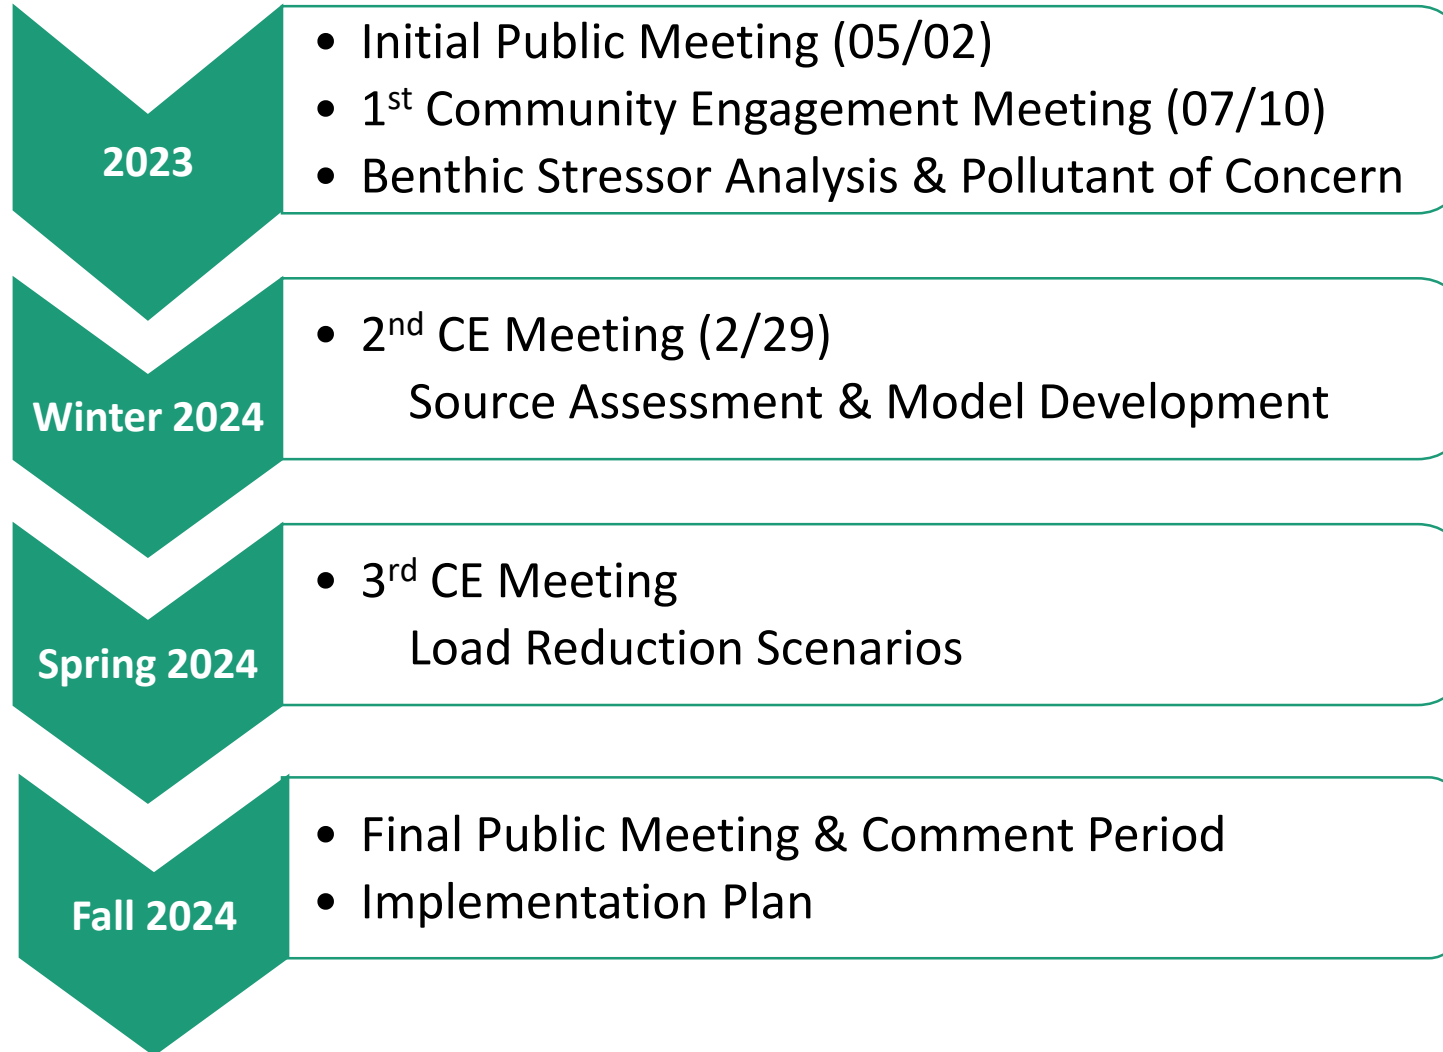 2023
• Initial Public Meeting (05/02)
• 1st Community Engagement Meeting (07/10)
• Benthic Stressor Analysis & Pollutant of Concern
Winter 2024
• 2nd CE Meeting (2/29)
Source Assessment & Model Development
Spring 2024
• 3rd CE Meeting
Load Reduction Scenarios
Fall 2024
• Final Public Meeting & Comment Period
• Implementation Plan